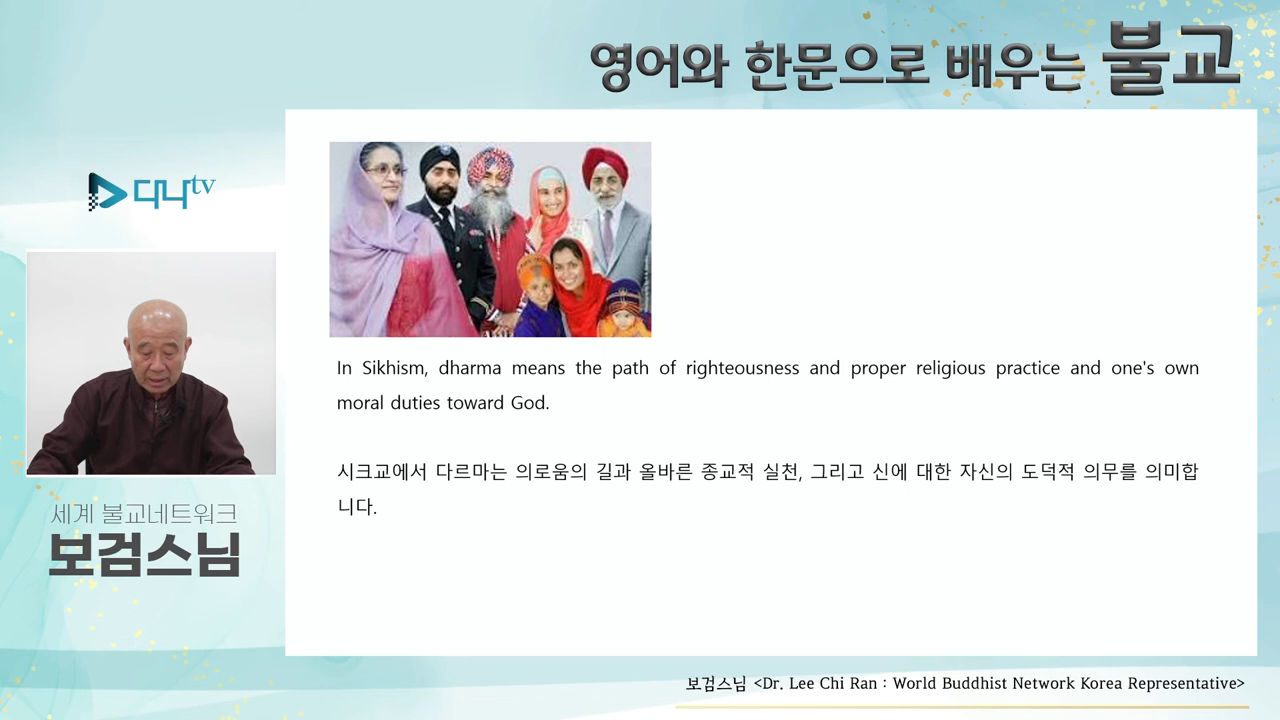 영어와 한문으로 배우는 불교
디나tv
In Sikhism, dharma means the path of righteousness and proper religious practice and one's own
moral duties toward God.
시크교에서 다르마는 의로움의 길과 올바른 종교적 실천, 그리고 신에 대한 자신의 도덕적 의무를 의미합
니다.
세계 불교네트워크
보검스님
보검스님 <Dr. Lee Chi Ran : World Buddhist Network Korea Representative>